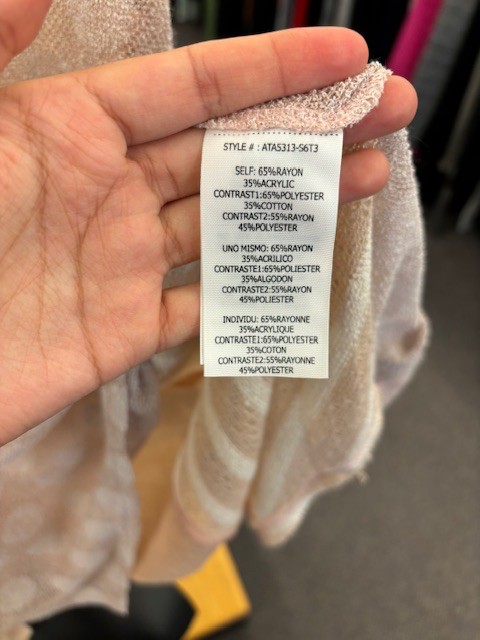 STYLE # : ATA5313-S6T3
SELF: 65%RAYON
35%ACRYLIC
CONTRAST1:65%POLYESTER
35%COTTON
CONTRAST2:55%RAYON
45%POLYESTER
UNO MISMO: 65%RAYON
35%ACRILICO
CONTRASTE1:65%POLIESTER
35%ALGODON
CONTRASTE2:55%RAYON
45%POLIESTER
INDIVIDU: 65%RAYONNE
35%ACRYLIQUE
CONTRASTE1:65%POLYESTER
35%COTON
CONTRASTE2:55%RAYONNE
45%POLYESTER